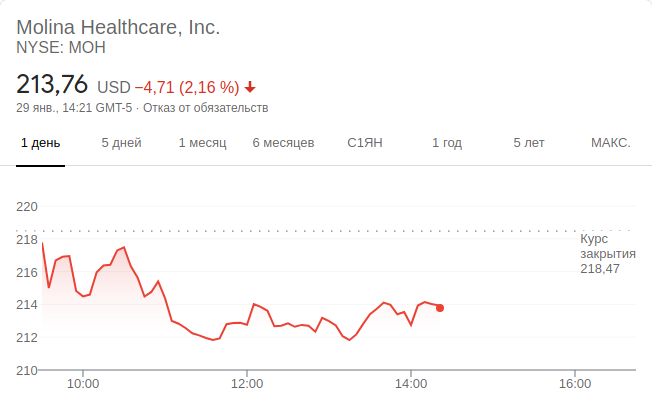 Molina Healthcare, Inc.
NYSE: MOH
213,76 USD −4,71 (2,16 %)
29 янв., 14:21 GMT-5 · Отказ от обязательств
1 день 5 дней 1 месяц 6 месяцев С1ЯН 1 год 5 лет МАКС.
220
218
216
214
212
210
Курс
закрытия
218,47
10:00 12:00 14:00 16:00